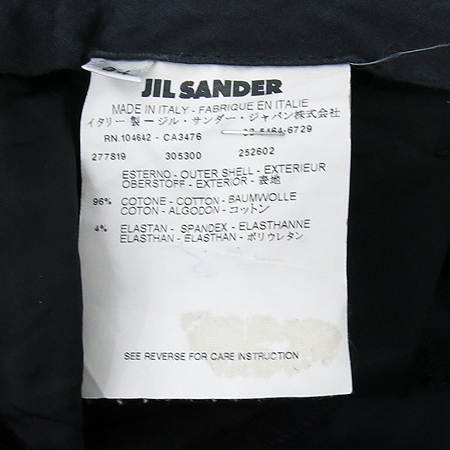 JIL SANDER
MADE IN ITALY - FABRIQUE EN ITALIE
イタリー製 ージル・サンダー・ジャパン株式会社
RN.104642 - CA3476 6729
277819 305300 252602
ESTERNO - OUTER SHELL - EXTERIEUR
OBERSTOFF - EXTERIOR - 表地
96% COTONE - COTTON - BAUMWOLLE
COTON - ALGODON - コットン
4% ELASTAN - SPANDEX - ELASTHANNE
ELASTHAN - ELASTAN - ポリウレタン
SEE REVERSE FOR CARE INSTRUCTION